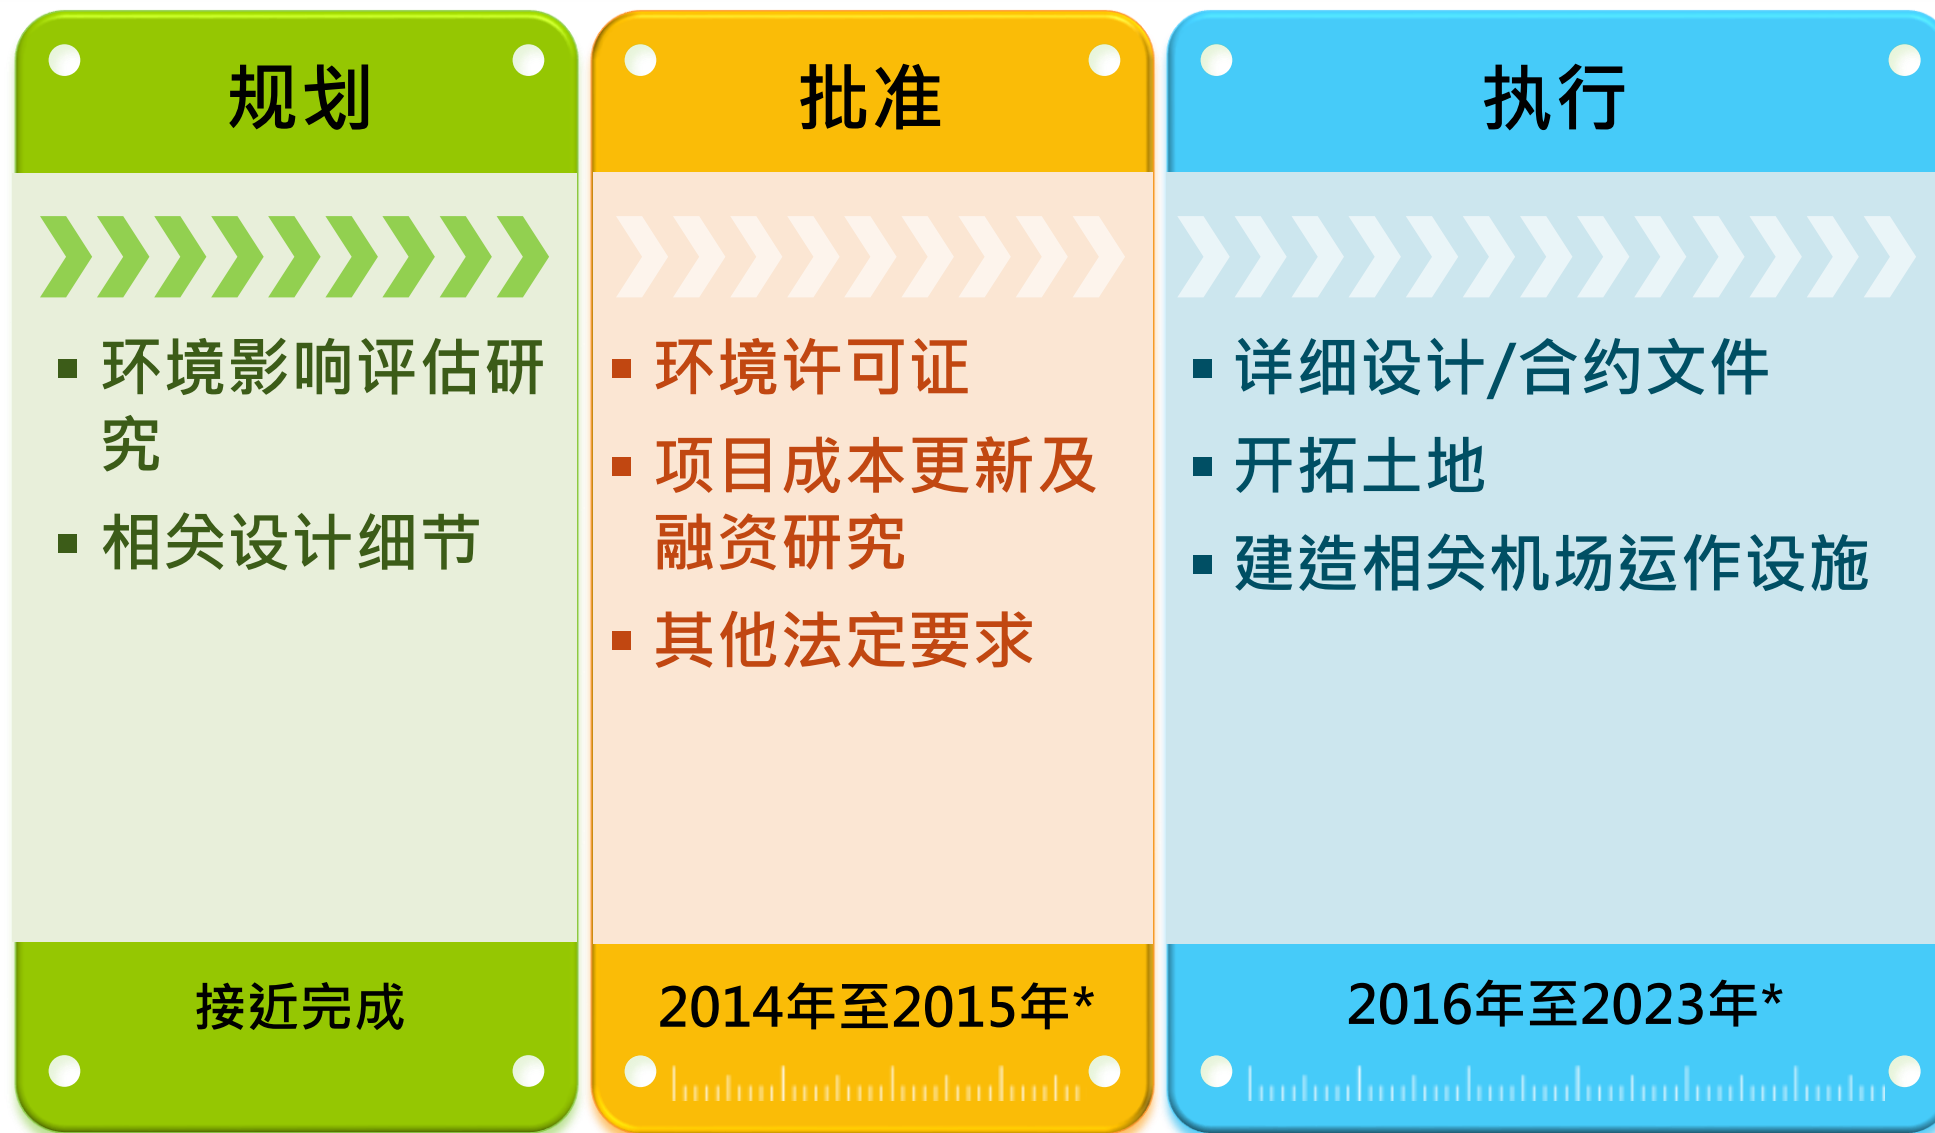 规划
▪ 环境影响评估研
究
▪ 相关设计细节
接近完成
批准
▪ 环境许可证
▪ 项目成本更新及
融资研究
▪ 其他法定要求
2014年至2015年*
执行
▪ 详细设计/合约文件
▪ 开拓土地
▪ 建造相关机场运作设施
2016年至2023年*